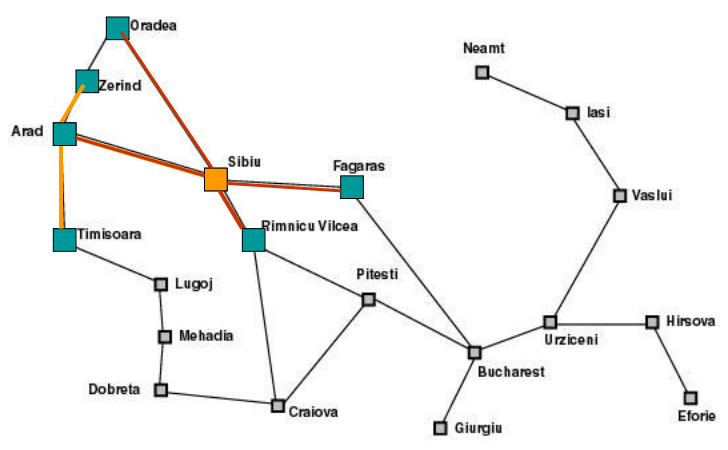 Oradea
Neamt
Zerind
Iasi
Arad
Sibiu
Fagaras
Vaslui
Rimnicu Vilcea
Timisoara
Pitesti
Lugoj
Hirsova
Mehadia
Urziceni
Bucharest
Dobreta
Craiova
Eforie
Giurgiu